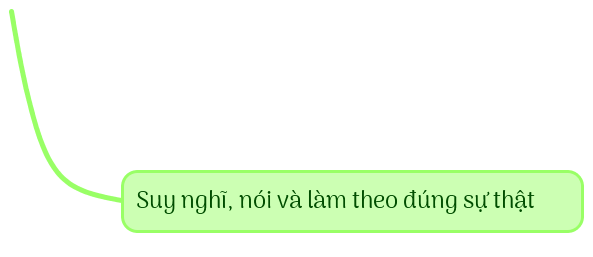 Suy nghĩ, nói và làm theo đúng sự thật